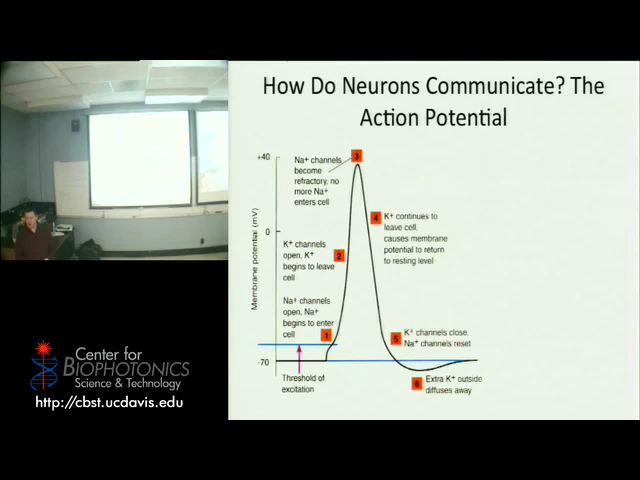 How Do Neurons Communicate? The
Action Potential
+40
Na+ channels
become
refractory, no
more Na+
enters cell
3
4
K+ continues to
leave cell,
causes membrane
potential to return
to resting level
Membrane potential (mV)
0
K+ channels
open, K+
begins to leave
cell
2
Na+ channels
open, Na+
begins to enter
cell
1
5
K+ channels close,
Na+ channels reset
-70
Threshold of
excitation
6
Extra K+ outside
diffuses away
Center for
BIOPHOTONICS
Science & Technology
http://cbst.ucdavis.edu